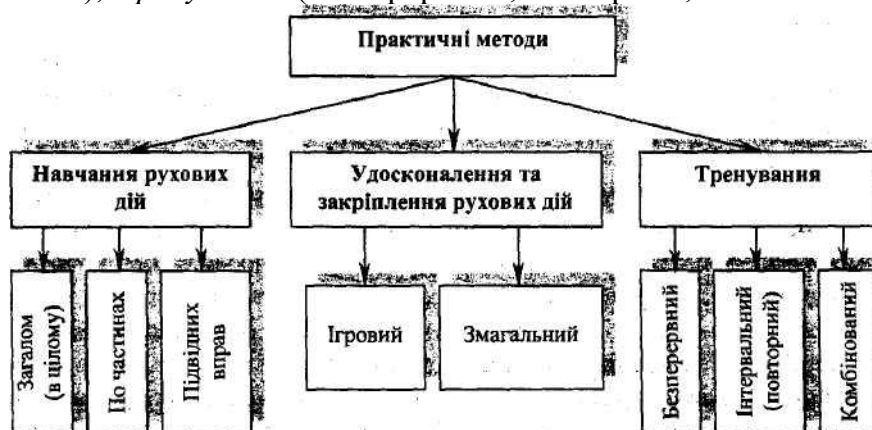 Практичні методи
Навчання рухових
дій
Удосконалення та
закріплення рухових дій
Тренування
Загалом
(в цілому)
По частинах
Підвідних
вправ
Ігровий
Змагальний
Безперервний
Інтервальний
(повторний)
Комбінований